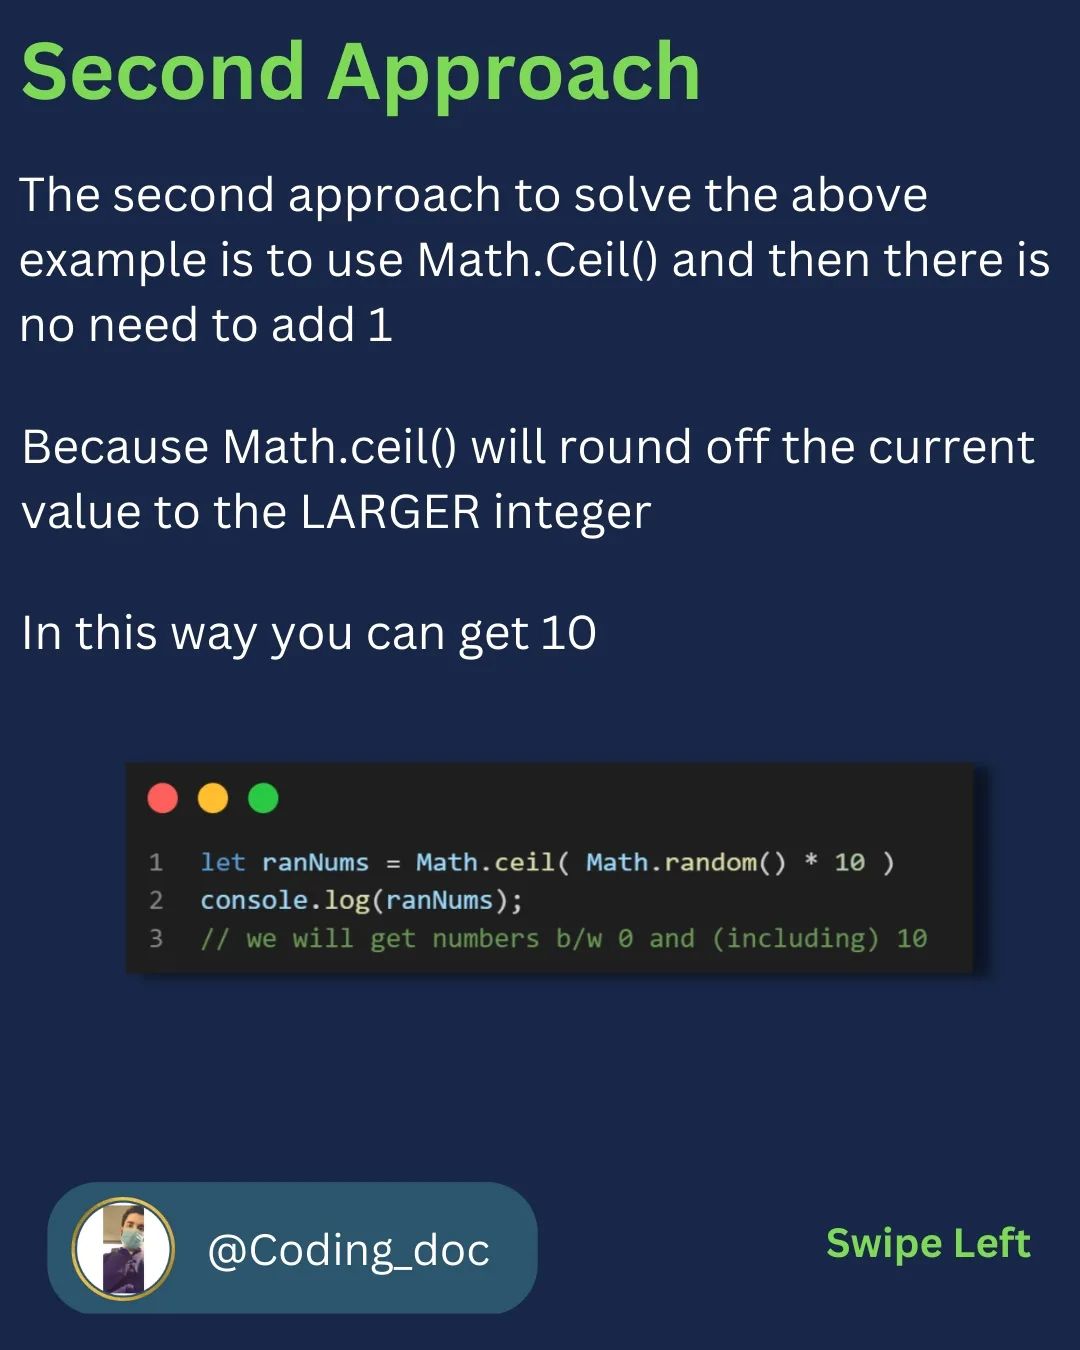 Second Approach
The second approach to solve the above
example is to use Math.Ceil() and then there is
no need to add 1
Because Math.ceil() will round off the current
value to the LARGER integer
In this way you can get 10
1 let ranNums = Math.ceil( Math.random() * 10 )
2 console.log(ranNums);
3 // we will get numbers b/w 0 and (including) 10
@Coding_doc
Swipe Left